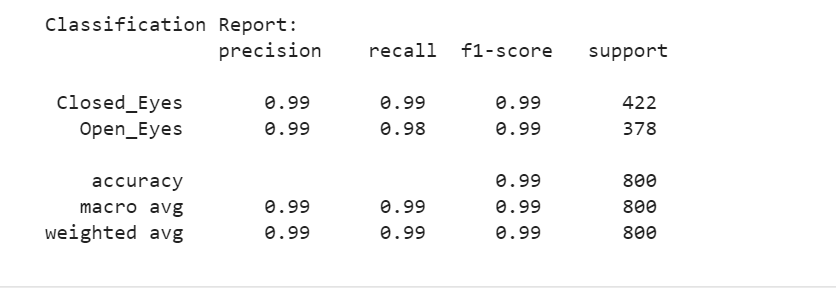 Classification Report:
precision recall f1-score support
Closed_Eyes 0.99 0.99 0.99 422
Open_Eyes 0.99 0.98 0.99 378
accuracy 0.99 800
macro avg 0.99 0.99 0.99 800
weighted avg 0.99 0.99 0.99 800